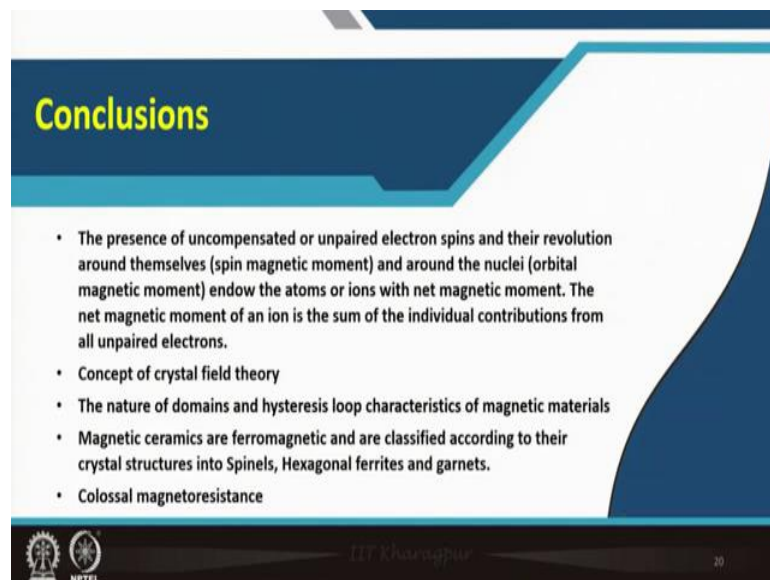 Conclusions
• The presence of uncompensated or unpaired electron spins and their revolution
around themselves (spin magnetic moment) and around the nuclei (orbital
magnetic moment) endow the atoms or ions with net magnetic moment. The
net magnetic moment of an ion is the sum of the individual contributions from
all unpaired electrons.
• Concept of crystal field theory
• The nature of domains and hysteresis loop characteristics of magnetic materials
• Magnetic ceramics are ferromagnetic and are classified according to their
crystal structures into Spinels, Hexagonal ferrites and garnets.
• Colossal magnetoresistance
IIT Kharagpur
20
NPTEL